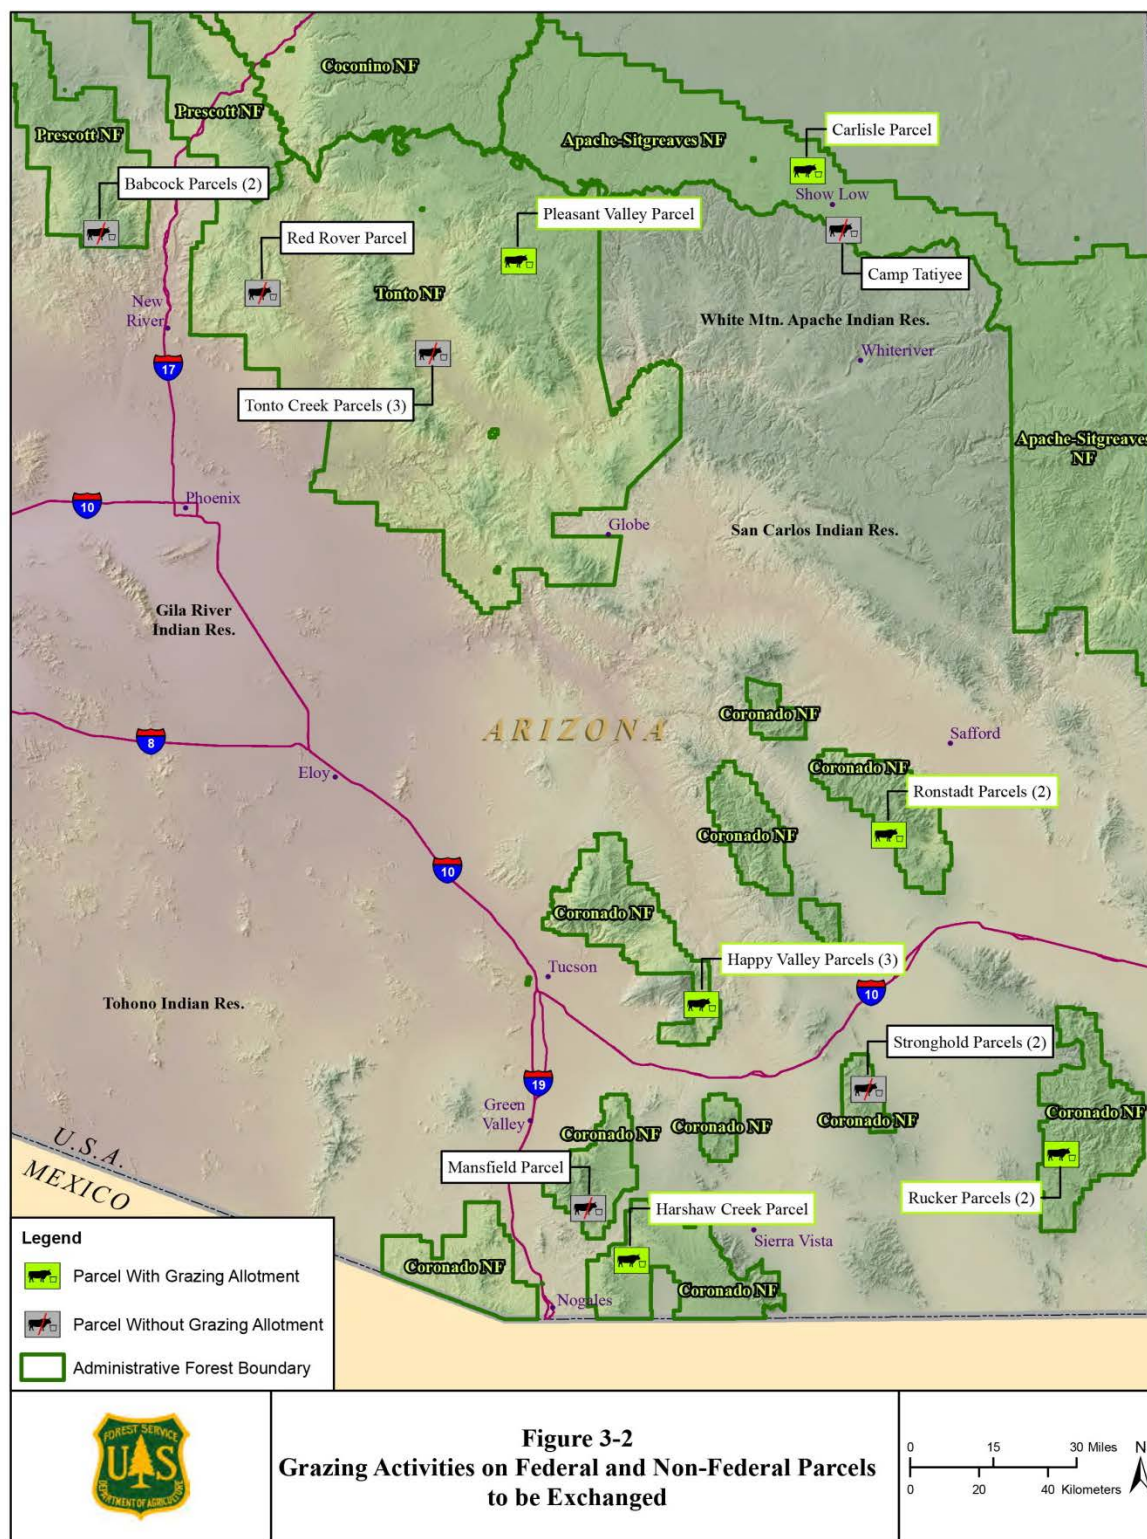 Coconino NF
Prescott NF
Prescott NF
Apache-Sitgreaves NF
Carlisle Parcel
Babcock Parcels (2)
Show Low
Pleasant Valley Parcel
Red Rover Parcel
Camp Tatiyee
Tonto NF
New
River
White Mtn. Apache Indian Res.
Whiteriver
17
Tonto Creek Parcels (3)
Apache-Sitgreaves
NF
10
Phoenix
Globe
San Carlos Indian Res.
Gila River
Indian Res.
Coronado NF
ARIZONA
Safford
8
Eloy
Coronado NF
Ronstadt Parcels (2)
Coronado NF
10
Coronado NF
Happy Valley Parcels (3)
Tucson
10
Tohono Indian Res.
Stronghold Parcels (2)
19
Green
Valley
Coronado NF
Coronado NF
Coronado NF
Coronado NF
U.S.A.
MEXICO
Mansfield Parcel
Rucker Parcels (2)
Harshaw Creek Parcel
Sierra Vista
Coronado NF
Coronado NF
Nogales
Legend
Parcel With Grazing Allotment
Parcel Without Grazing Allotment
Administrative Forest Boundary
FOREST SERVICE
U S
DEPARTMENT OF AGRICULTURE
Figure 3-2
Grazing Activities on Federal and Non-Federal Parcels
to be Exchanged
0 15 30 Miles
0 20 40 Kilometers
N